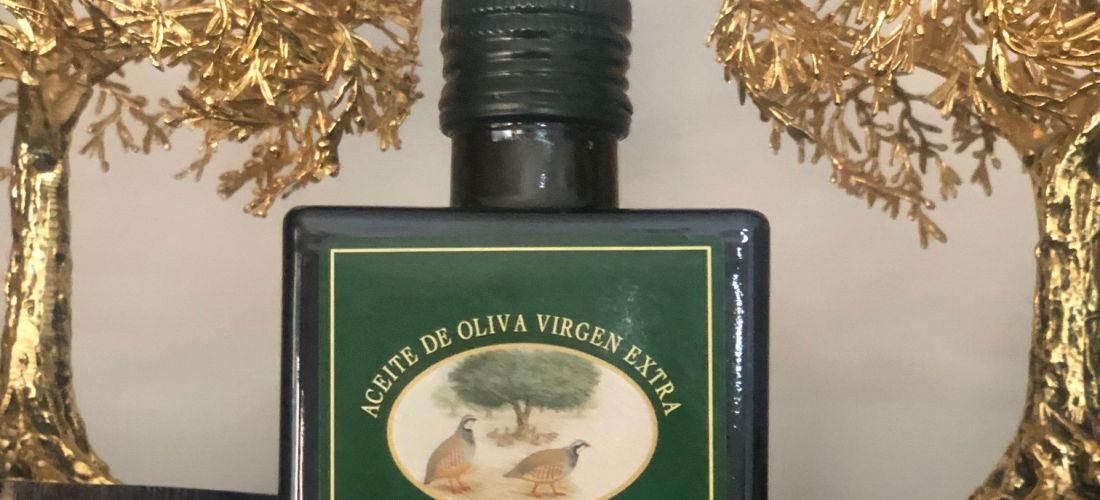 ACEITE DE OLIVA VIRGEN EXTRA